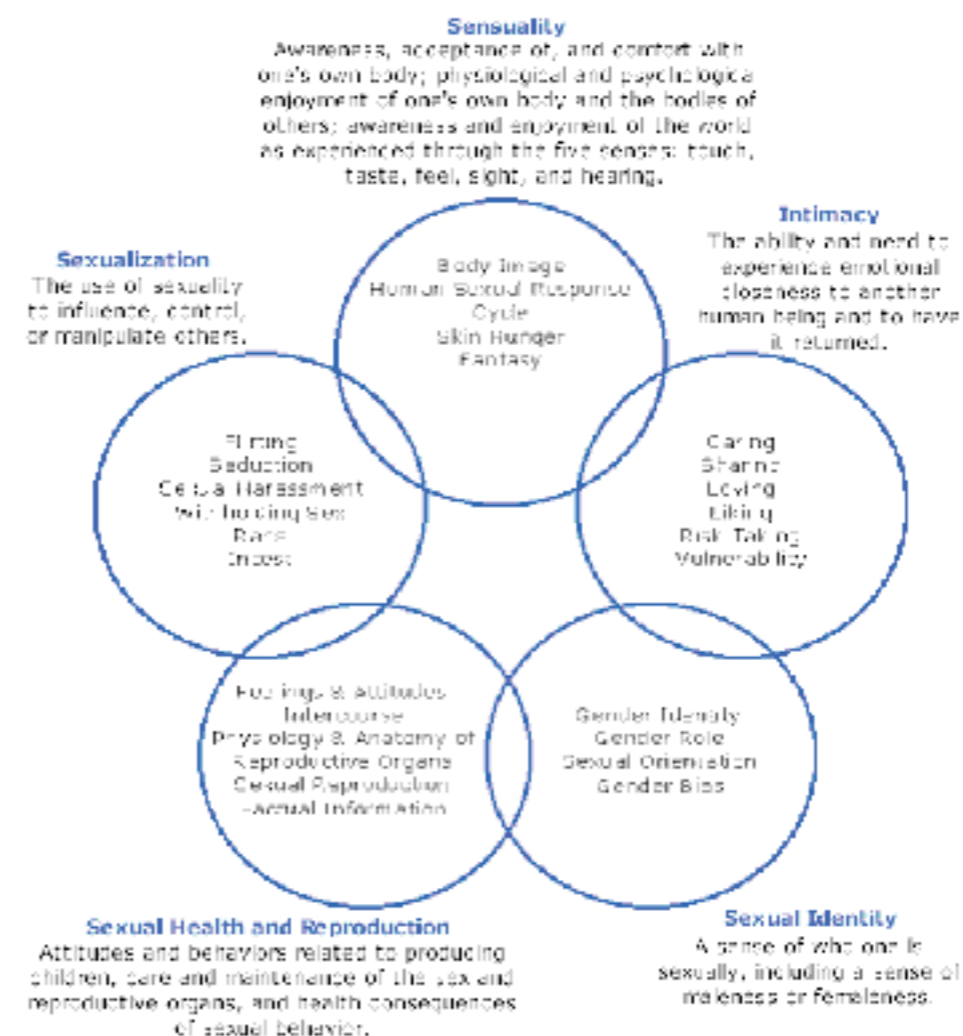 Sensuality
Awareness, acceptance of, and comfort with
one's own body; physiological and psychological
enjoyment of one's own body and the bodies of
others; awareness and enjoyment of the world
as experienced through the five senses: touch,
taste, feel, sight, and hearing.
Intimacy
The ability and need to
experience emotional
closeness to another
human being and to have
it returned.
Sexualization
The use of sexuality
to influence, control,
or manipulate others.
Body Image
Human Sexual Response
Cycle
Skin Hunger
Fantasy
Flirting
Seduction
Sexual Harassment
Withholding Sex
Incest
Caring
Sharing
Loving
Liking
Risk Taking
Vulnerability
Feelings & Attitudes
Intercourse
Physiology & Anatomy of
Reproductive Organs
Sexual Reproduction
Factual Information
Gender Identity
Gender Role
Sexual Orientation
Gender Bias
Sexual Health and Reproduction
Attitudes and behaviors related to producing
children, care and maintenance of the sex and
reproductive organs, and health consequences
of sexual behavior.
Sexual Identity
A sense of who one is
sexually, including a sense of
maleness or femaleness.